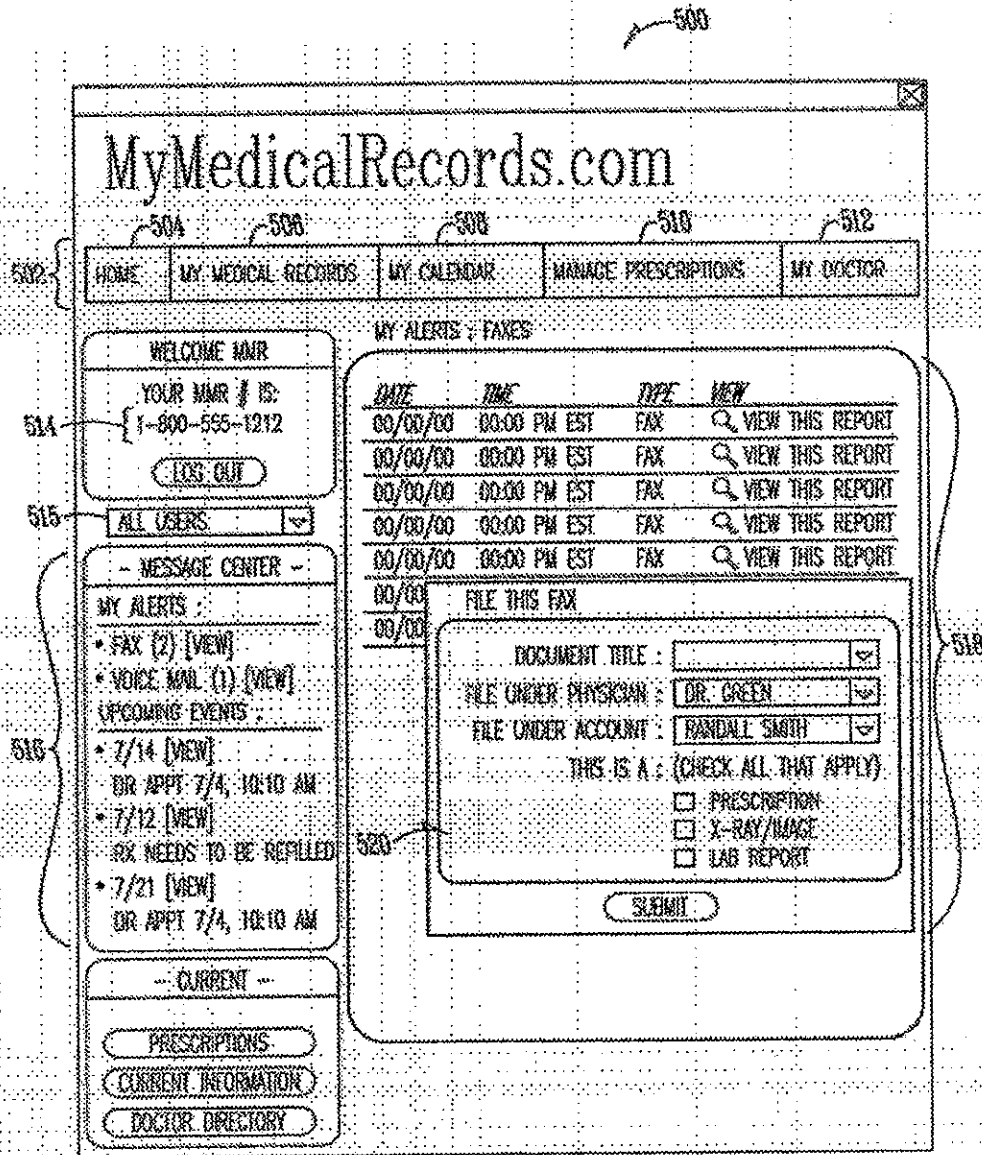 500
MyMedicalRecords.com
504 506 508 510 512
502
HOME MY MEDICAL RECORDS MY CALENDAR MANAGE PRESCRIPTIONS MY DOCTOR
WELCOME MMR
YOUR MMR # IS:
514
1-800-555-1212
LOG OUT
515
ALL USERS
516
- MESSAGE CENTER -
MY ALERTS :
• FAX (2) [VIEW]
• VOICE MAIL (1) [VIEW]
UPCOMING EVENTS :
• 7/14 [VIEW]
DR APPT 7/4, 10:10 AM
• 7/12 [VIEW]
RX NEEDS TO BE REFILLED
• 7/21 [VIEW]
DR APPT 7/4, 10:10 AM
- CURRENT -
PRESCRIPTIONS
CURRENT INFORMATION
DOCTOR DIRECTORY
MY ALERTS : FAXES
DATE TIME TYPE VIEW
00/00/00 00:00 PM EST FAX VIEW THIS REPORT
00/00/00 00:00 PM EST FAX VIEW THIS REPORT
00/00/00 00:00 PM EST FAX VIEW THIS REPORT
00/00/00 00:00 PM EST FAX VIEW THIS REPORT
00/00/00 00:00 PM EST FAX VIEW THIS REPORT
00/00
00/00
518
FILE THIS FAX
DOCUMENT TITLE :
FILE UNDER PHYSICIAN : DR. GREEN
FILE UNDER ACCOUNT : RANDALL SMITH
THIS IS A : (CHECK ALL THAT APPLY)
PRESCRIPTION
X-RAY/IMAGE
520
LAB REPORT
SUBMIT